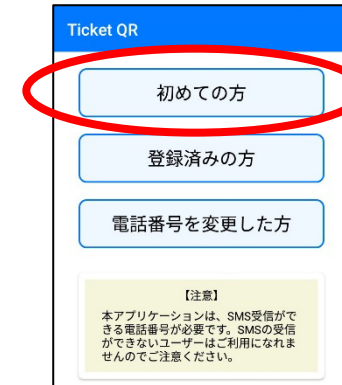 Ticket QR
初めての方
登録済みの方
電話番号を変更した方
【注意】
本アプリケーションは、SMS受信がで
きる電話番号が必要です。SMSの受信
ができないユーザーはご利用になれま
せんのでご注意ください。